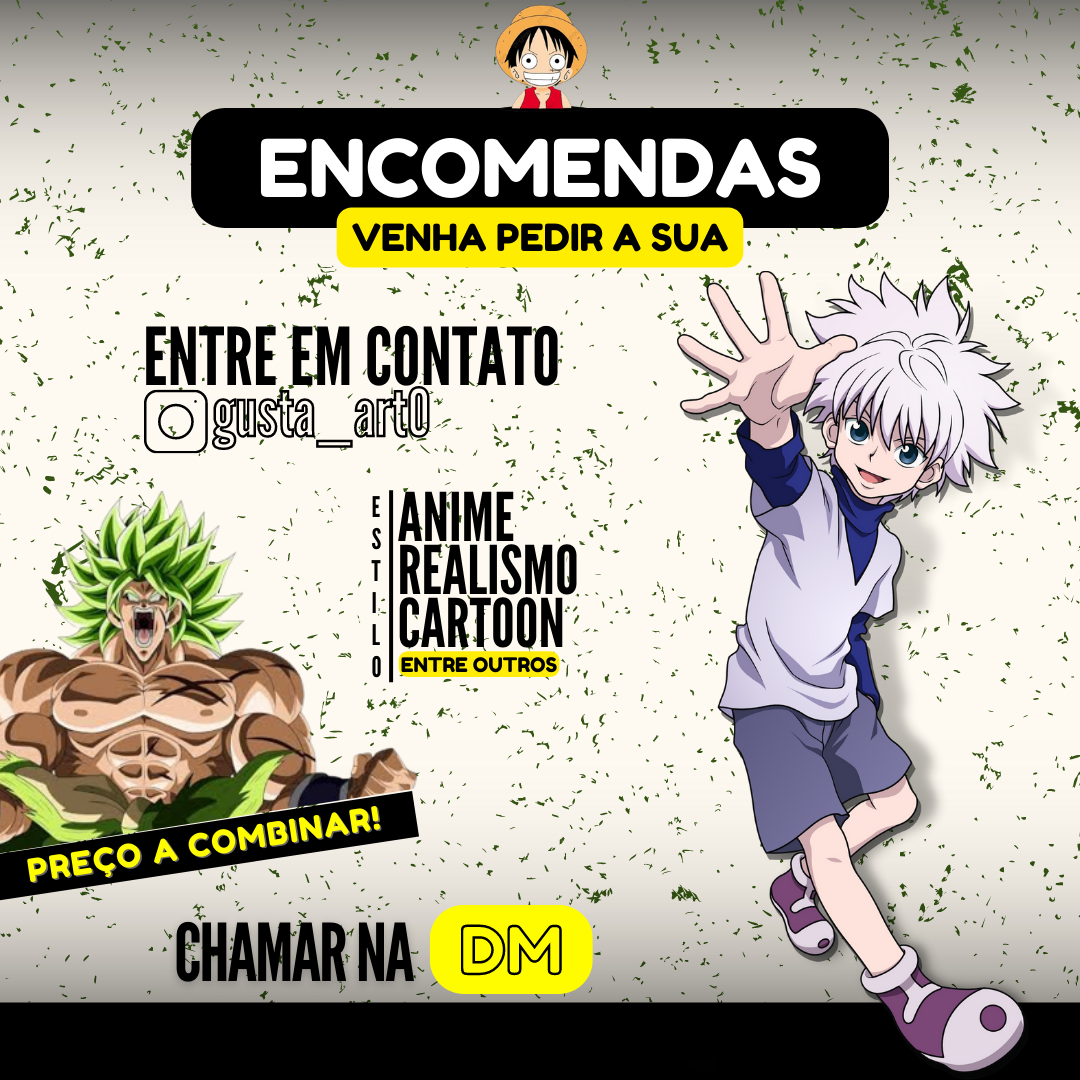 ENCOMENDAS
VENHA PEDIR A SUA
ENTRE EM CONTATO
gusta_art0
ESTILO
ANIME
REALISMO
CARTOON
ENTRE OUTROS
PREÇO A COMBINAR!
CHAMAR NA DM